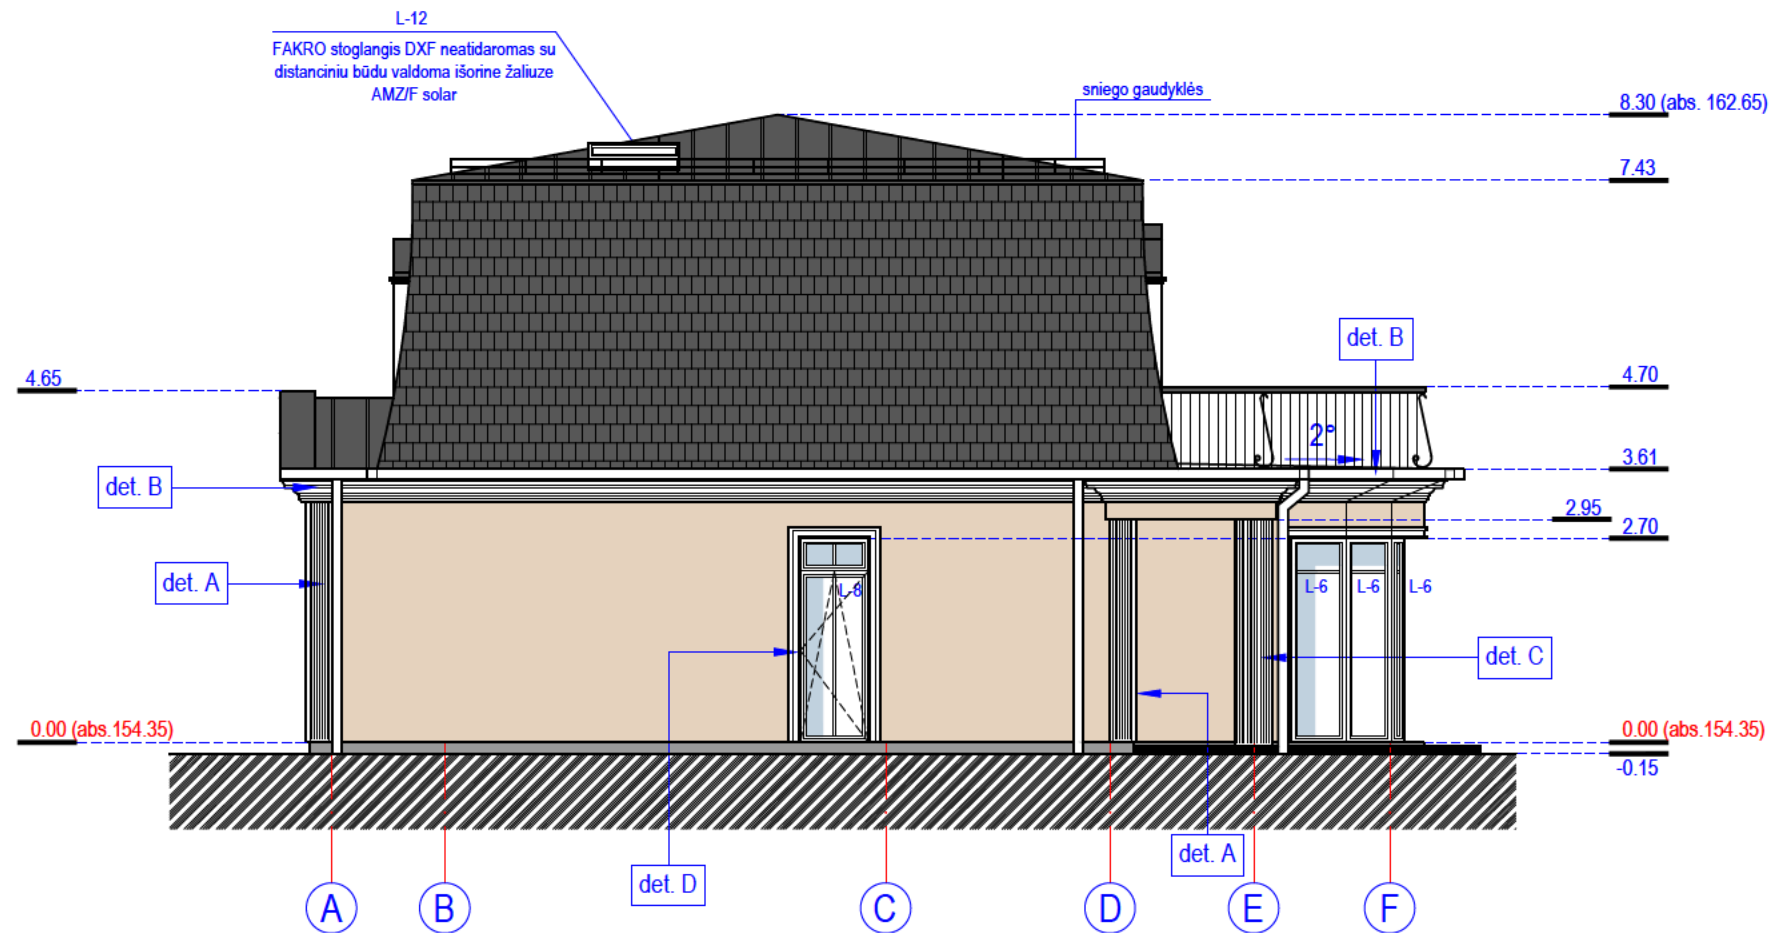 L-12
FAKRO stoglangis DXF neatidaromas su
distanciniu būdu valdoma išorine žaliuze
AMZ/F solar
sniego gaudyklės
8.30 (abs. 162.65)
7.43
det. B
4.65
4.70
2°
3.61
det. B
2.95
2.70
det. A
L-8
L-6
L-6
L-6
det. C
0.00 (abs.154.35)
0.00 (abs.154.35)
-0.15
det. A
det. D
A
B
C
D
E
F